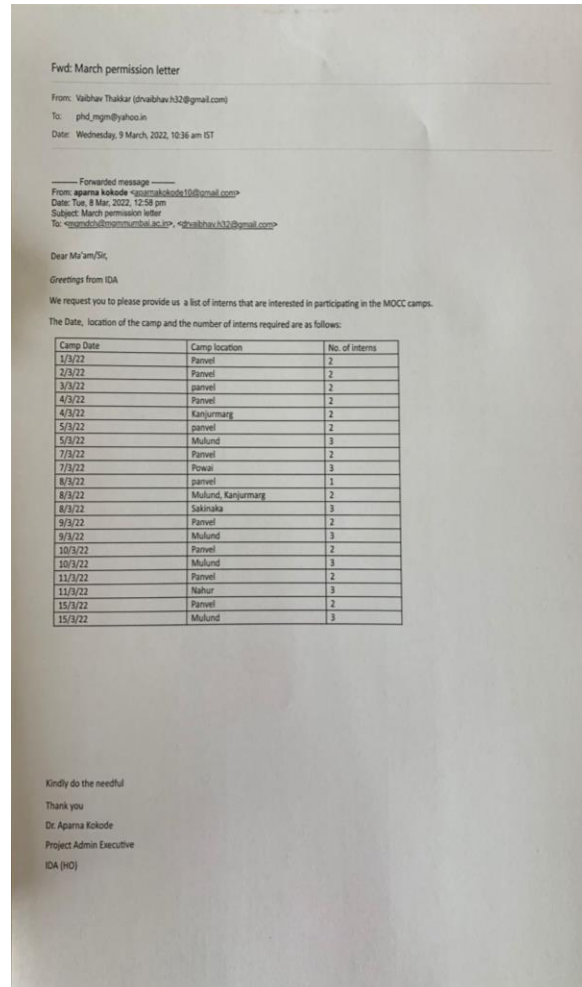 Fwd: March permission letter
From: Vaibhav Thakkar (drvaibhav.h32@gmail.com)
To: phd_mgm@yahoo.in
Date: Wednesday, 9 March, 2022, 10:36 am IST
---------- Forwarded message ----------
From: aparna kokode <aparnakokode10@gmail.com>
Date: Tue, 8 Mar, 2022, 12:58 pm
Subject: March permission letter
To: <mgmdch@mgmmumbai.ac.in>, <drvaibhav.h32@gmail.com>
Dear Ma'am/Sir,
Greetings from IDA
We request you to please provide us a list of interns that are interested in participating in the MOCC camps.
The Date, location of the camp and the number of interns required are as follows:
Camp Date Camp location No. of interns
1/3/22 Panvel 2
2/3/22 Panvel 2
3/3/22 panvel 2
4/3/22 Panvel 2
4/3/22 Kanjurmarg 2
5/3/22 panvel 2
5/3/22 Mulund 3
7/3/22 Panvel 2
7/3/22 Powai 3
8/3/22 panvel 1
8/3/22 Mulund, Kanjurmarg 2
8/3/22 Sakinaka 3
9/3/22 Panvel 2
9/3/22 Mulund 3
10/3/22 Panvel 2
10/3/22 Mulund 3
11/3/22 Panvel 2
11/3/22 Nahur 3
15/3/22 Panvel 2
15/3/22 Mulund 3
Kindly do the needful
Thank you
Dr. Aparna Kokode
Project Admin Executive
IDA (HO)